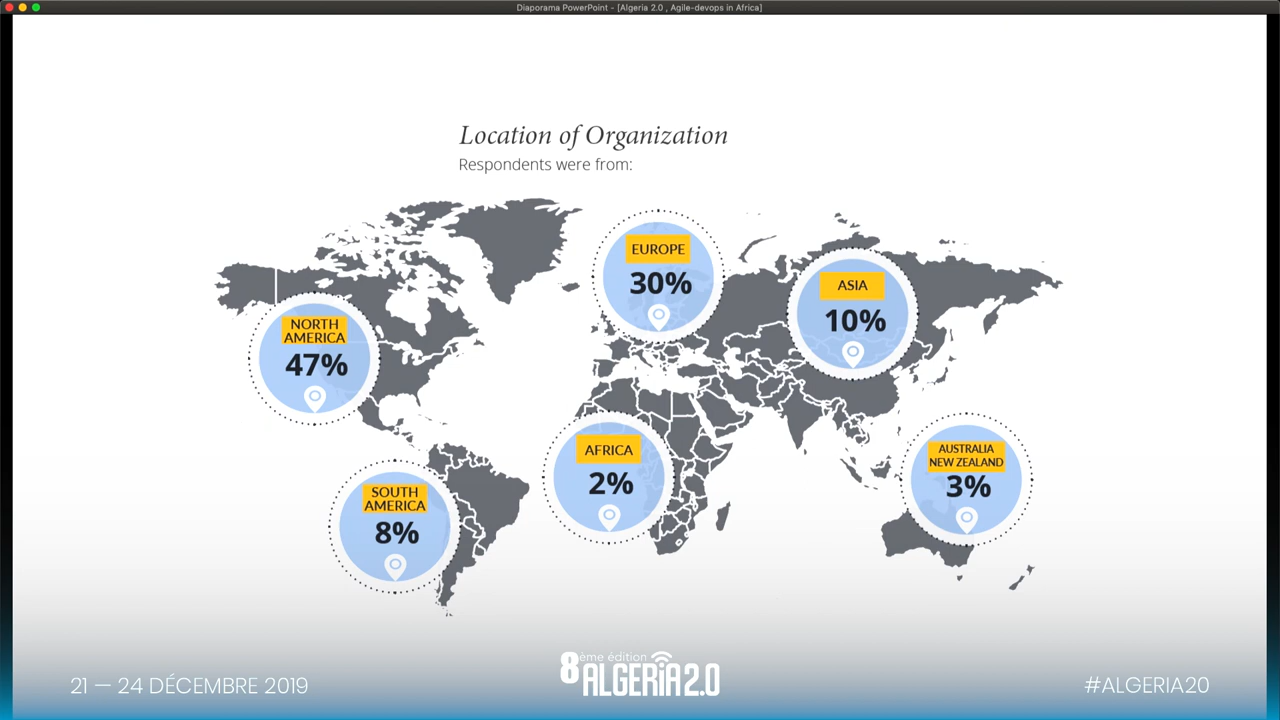 Diaporama PowerPoint - [Algeria 2.0 , Agile-devops in Africa]
Location of Organization
Respondents were from:
EUROPE
30%
ASIA
10%
NORTH
AMERICA
47%
AFRICA
2%
AUSTRALIA
NEW ZEALAND
3%
SOUTH
AMERICA
8%
21 — 24 DÉCEMBRE 2019
8ème édition
ALGERiA 2.0
#ALGERIA20